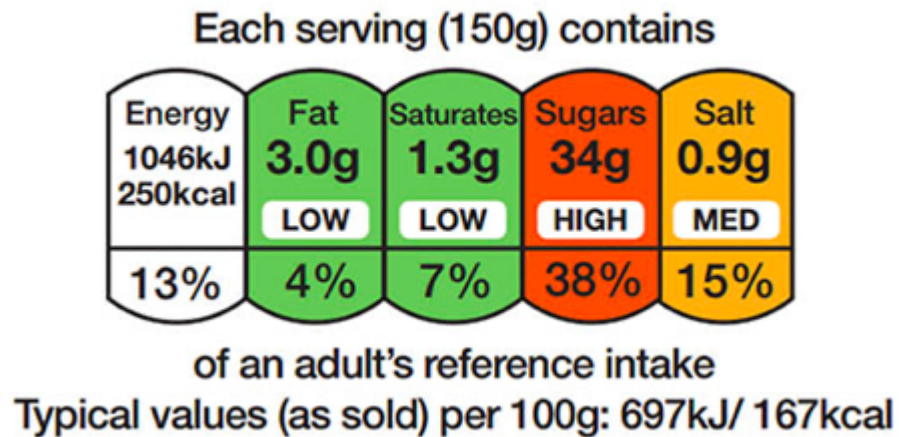 Each serving (150g) contains
Energy Fat Saturates Sugars Salt
1046kJ 3.0g 1.3g 34g 0.9g
250kcal
LOW LOW HIGH MED
13% 4% 7% 38% 15%
of an adult's reference intake
Typical values (as sold) per 100g: 697kJ/ 167kcal